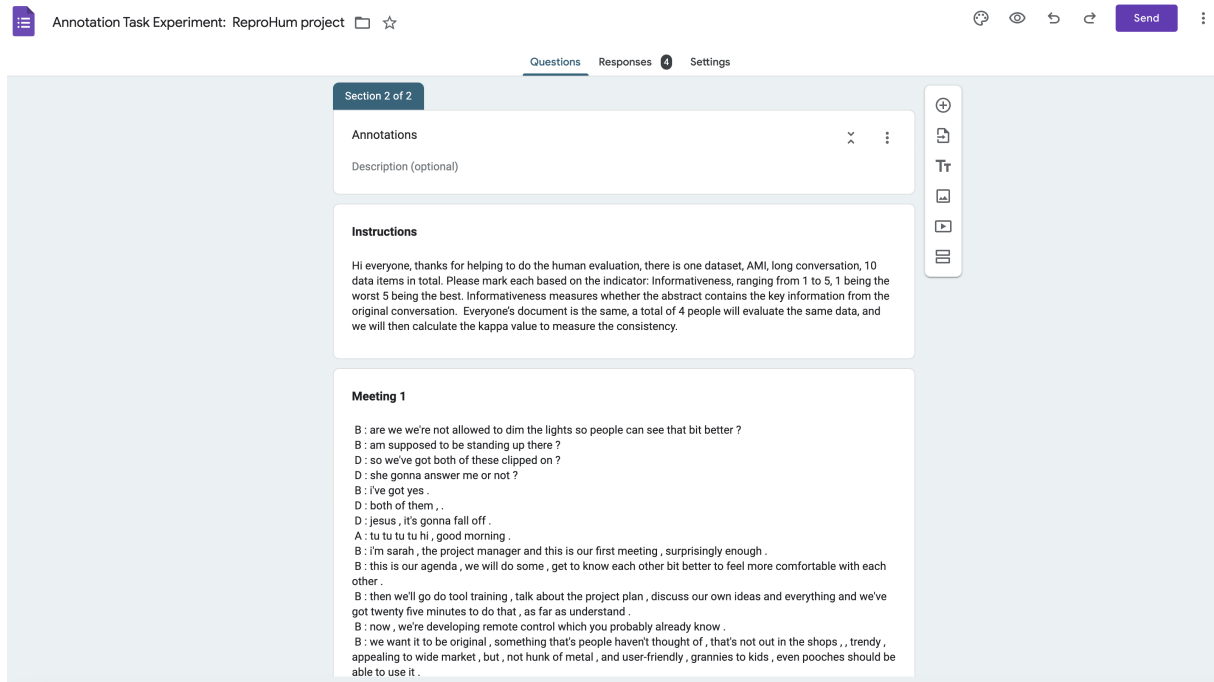 Annotation Task Experiment: ReproHum project
Send
Questions Responses 4 Settings
Section 2 of 2
Annotations
Description (optional)
Instructions
Hi everyone, thanks for helping to do the human evaluation, there is one dataset, AMI, long conversation, 10
data items in total. Please mark each based on the indicator: Informativeness, ranging from 1 to 5, 1 being the
worst 5 being the best. Informativeness measures whether the abstract contains the key information from the
original conversation.  Everyone's document is the same, a total of 4 people will evaluate the same data, and
we will then calculate the kappa value to measure the consistency.
Meeting 1
B : are we we're not allowed to dim the lights so people can see that bit better ?
B : am supposed to be standing up there ?
D : so we've got both of these clipped on ?
D : she gonna answer me or not ?
B : i've got yes .
D : both of them , .
D : jesus , it's gonna fall off .
A : tu tu tu tu hi , good morning .
B : i'm sarah , the project manager and this is our first meeting , surprisingly enough .
B : this is our agenda , we will do some , get to know each other bit better to feel more comfortable with each
other .
B : then we'll go do tool training , talk about the project plan , discuss our own ideas and everything and we've
got twenty five minutes to do that , as far as understand .
B : now , we're developing remote control which you probably already know .
B : we want it to be original , something that's people haven't thought of , that's not out in the shops , , trendy ,
appealing to wide market , but , not hunk of metal , and user-friendly , grannies to kids , even pooches should be
able to use it .